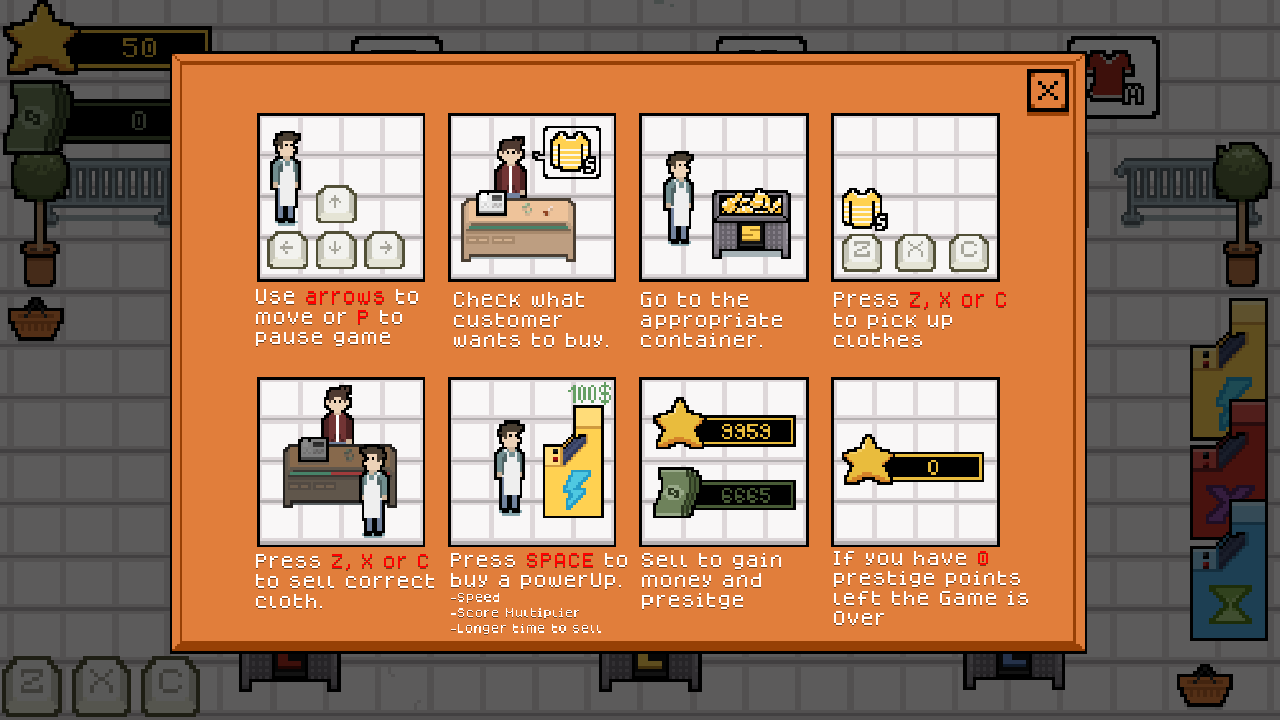 50
0
M
S
S
Z X C
Use arrows to
move or P to
pause game
Check what
customer
wants to buy.
Go to the
appropriate
container.
Press Z, X or C
to pick up
clothes
100$
9959
6665
0
Press Z, X or C
to sell correct
cloth.
Press SPACE to
buy a powerUp.
-Speed
-Score Multiplier
-Longer time to sell
Sell to gain
money and
presitge
If you have 0
prestige points
left the Game is
Over
Z X C